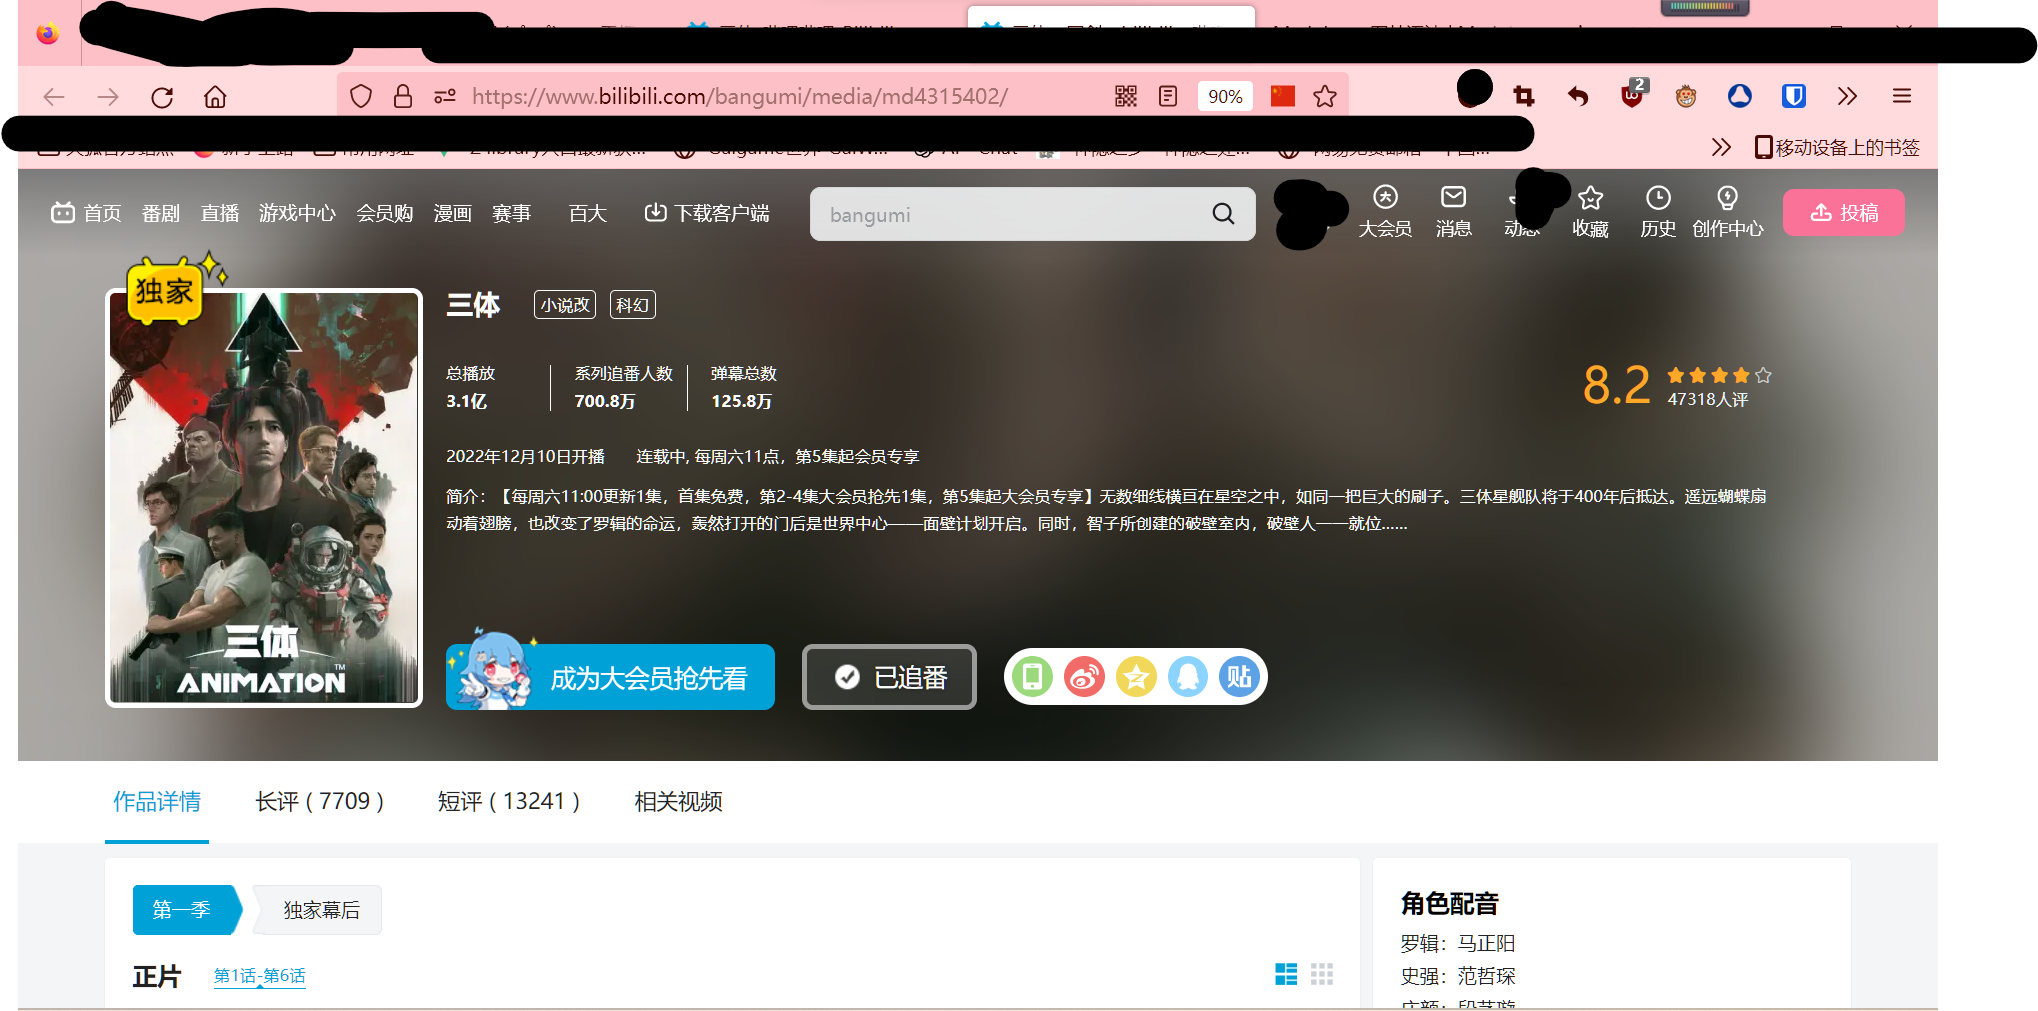 https://www.bilibili.com/bangumi/media/md4315402/
90%
2
移动设备上的书签
首页 番剧 直播 游戏中心 会员购 漫画 赛事 百大 下载客户端
bangumi
大会员 消息 动态 收藏 历史 创作中心
投稿
独家
三体
ANIMATION
TM
三体 小说改 科幻
总播放 系列追番人数 弹幕总数
3.1亿 700.8万 125.8万
8.2
47318人评
2022年12月10日开播 连载中, 每周六11点，第5集起会员专享
简介：【每周六11:00更新1集，首集免费，第2-4集大会员抢先1集，第5集起大会员专享】无数细线横亘在星空之中，如同一把巨大的刷子。三体星舰队将于400年后抵达。遥远蝴蝶扇
动着翅膀，也改变了罗辑的命运，轰然打开的门后是世界中心——面壁计划开启。同时，智子所创建的破壁室内，破壁人一一就位……
成为大会员抢先看
已追番
贴
作品详情 长评 ( 7709 ) 短评 ( 13241 ) 相关视频
第一季 独家幕后
正片 第1话-第6话
角色配音
罗辑：马正阳
史强：范哲琛